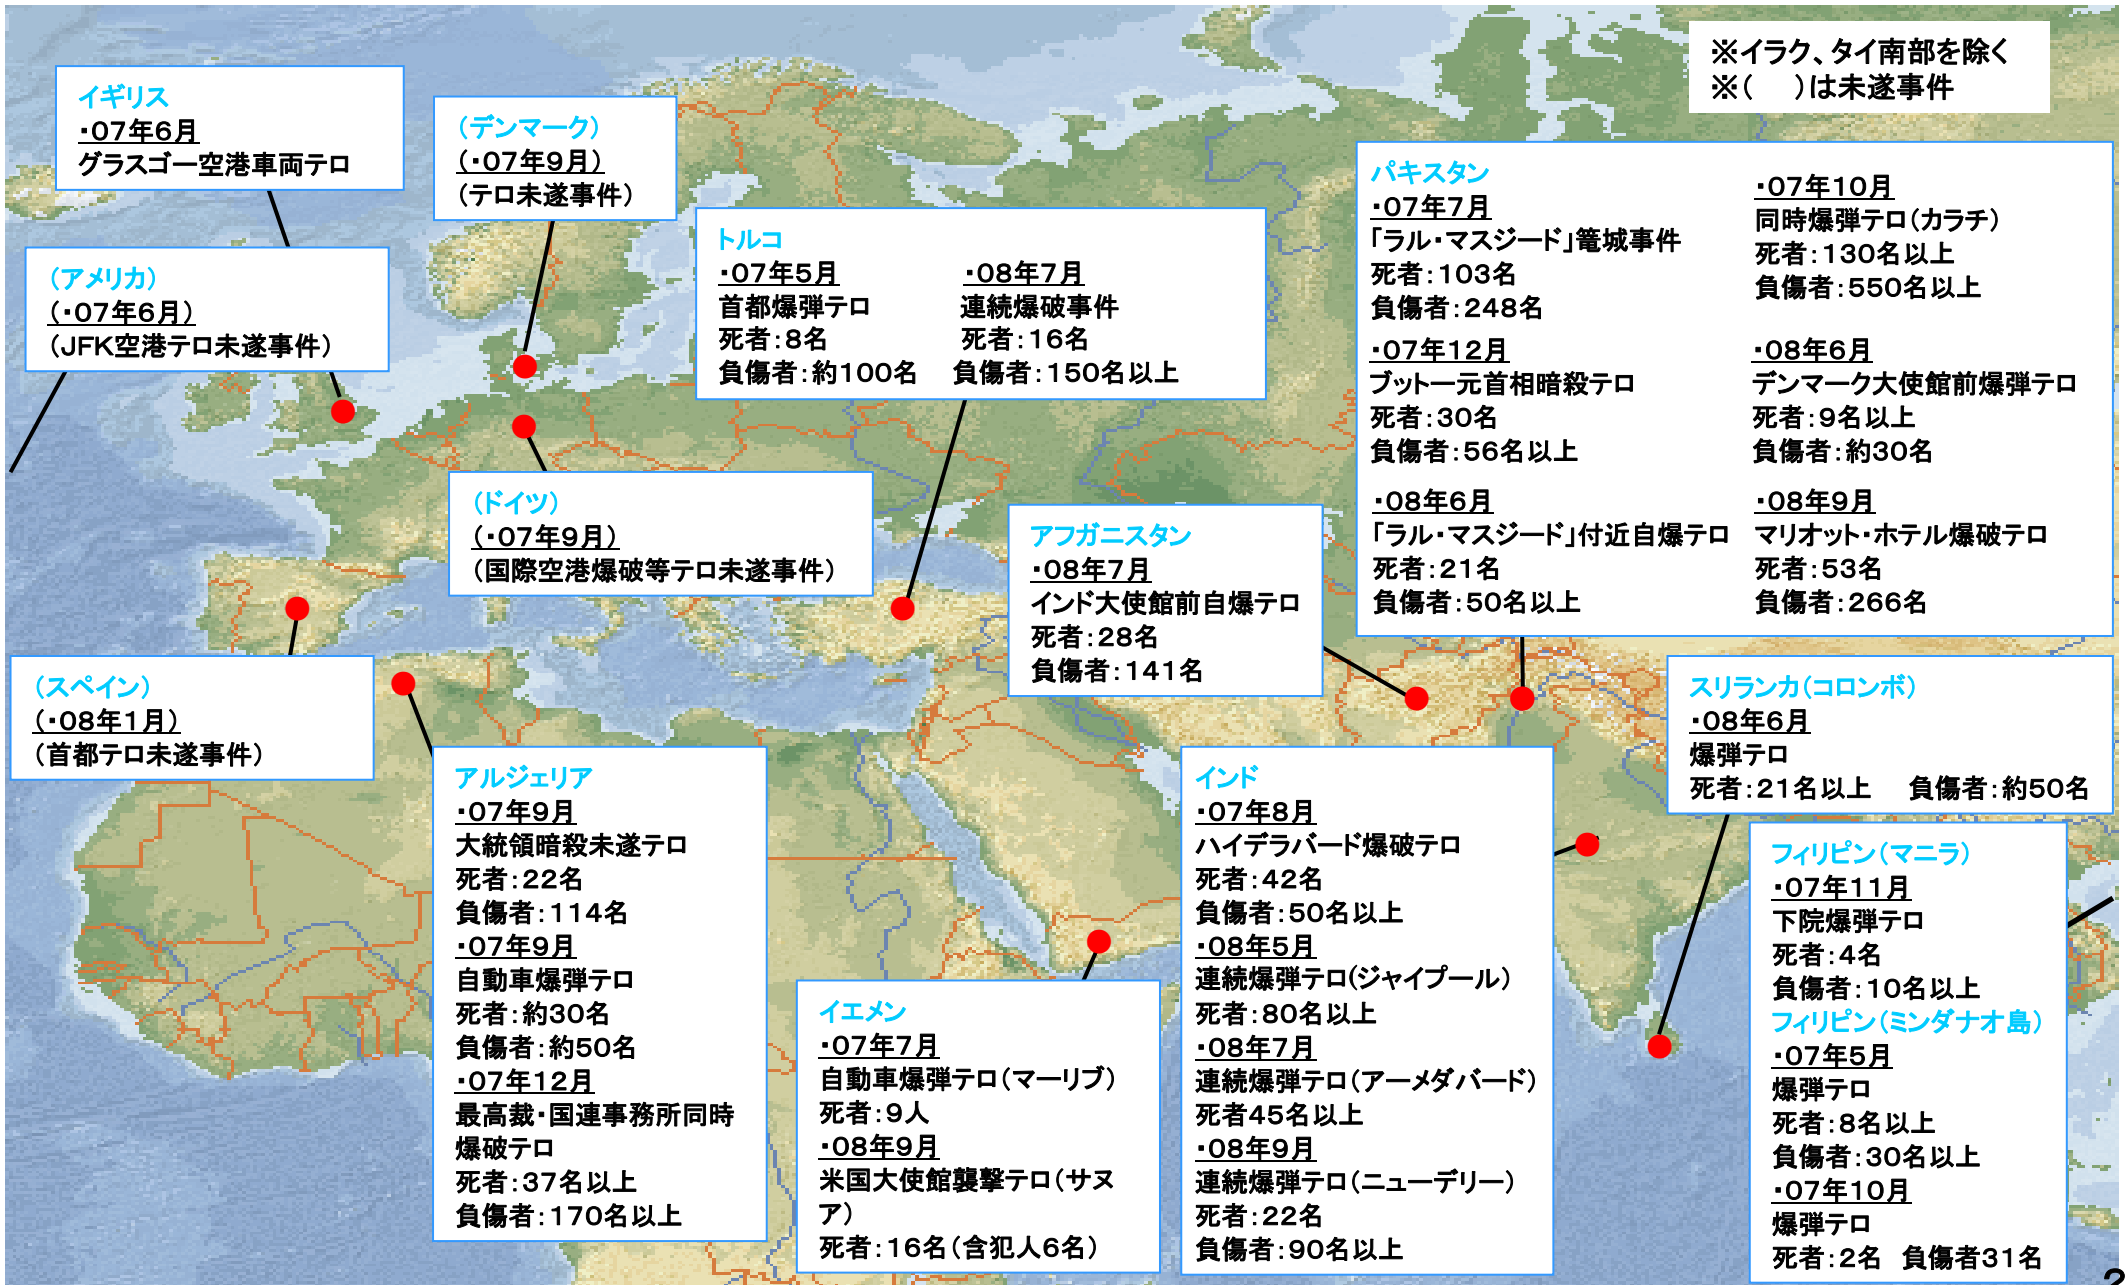 ※イラク、タイ南部を除く
※(　)は未遂事件
イギリス
・07年6月
グラスゴー空港車両テロ
(デンマーク)
(・07年9月)
(テロ未遂事件)
(アメリカ)
(・07年6月)
(JFK空港テロ未遂事件)
トルコ
・07年5月
首都爆弾テロ
死者:8名
負傷者:約100名
・08年7月
連続爆破事件
死者:16名
負傷者:150名以上
パキスタン
・07年7月
「ラル・マスジード」篭城事件
死者:103名
負傷者:248名
・07年10月
同時爆弾テロ(カラチ)
死者:130名以上
負傷者:550名以上
・07年12月
ブットー元首相暗殺テロ
死者:30名
負傷者:56名以上
・08年6月
デンマーク大使館前爆弾テロ
死者:9名以上
負傷者:約30名
・08年6月
「ラル・マスジード」付近自爆テロ
死者:21名
負傷者:50名以上
・08年9月
マリオット・ホテル爆破テロ
死者:53名
負傷者:266名
(ドイツ)
(・07年9月)
(国際空港爆破等テロ未遂事件)
アフガニスタン
・08年7月
インド大使館前自爆テロ
死者:28名
負傷者:141名
(スペイン)
(・08年1月)
(首都テロ未遂事件)
スリランカ(コロンボ)
・08年6月
爆弾テロ
死者:21名以上　負傷者:約50名
アルジェリア
・07年9月
大統領暗殺未遂テロ
死者:22名
負傷者:114名
・07年9月
自動車爆弾テロ
死者:約30名
負傷者:約50名
・07年12月
最高裁・国連事務所同時
爆破テロ
死者:37名以上
負傷者:170名以上
イエメン
・07年7月
自動車爆弾テロ(マーリブ)
死者:9人
・08年9月
米国大使館襲撃テロ(サヌ
ア)
死者:16名(含犯人6名)
インド
・07年8月
ハイデラバード爆破テロ
死者:42名
負傷者:50名以上
・08年5月
連続爆弾テロ(ジャイプール)
死者:80名以上
・08年7月
連続爆弾テロ(アーメダバード)
死者45名以上
・08年9月
連続爆弾テロ(ニューデリー)
死者:22名
負傷者:90名以上
フィリピン(マニラ)
・07年11月
下院爆弾テロ
死者:4名
負傷者:10名以上
フィリピン(ミンダナオ島)
・07年5月
爆弾テロ
死者:8名以上
負傷者:30名以上
・07年10月
爆弾テロ
死者:2名　負傷者31名